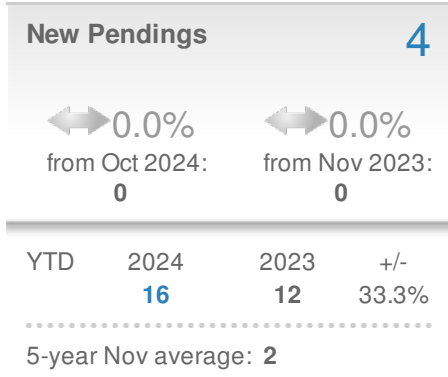 New Pendings 4
0.0% 0.0%
from Oct 2024: from Nov 2023:
0 0
YTD 2024 2023 +/-
16 12 33.3%
5-year Nov average: 2